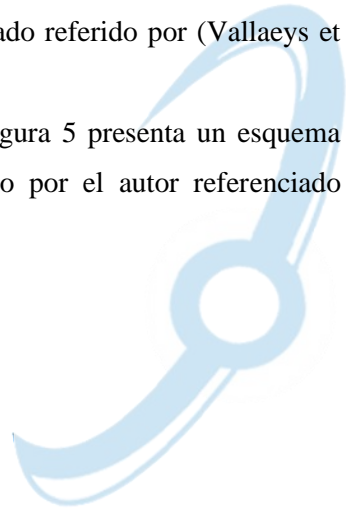 ado referido por (Vallaeys et
gura 5 presenta un esquema
o por el autor referenciado